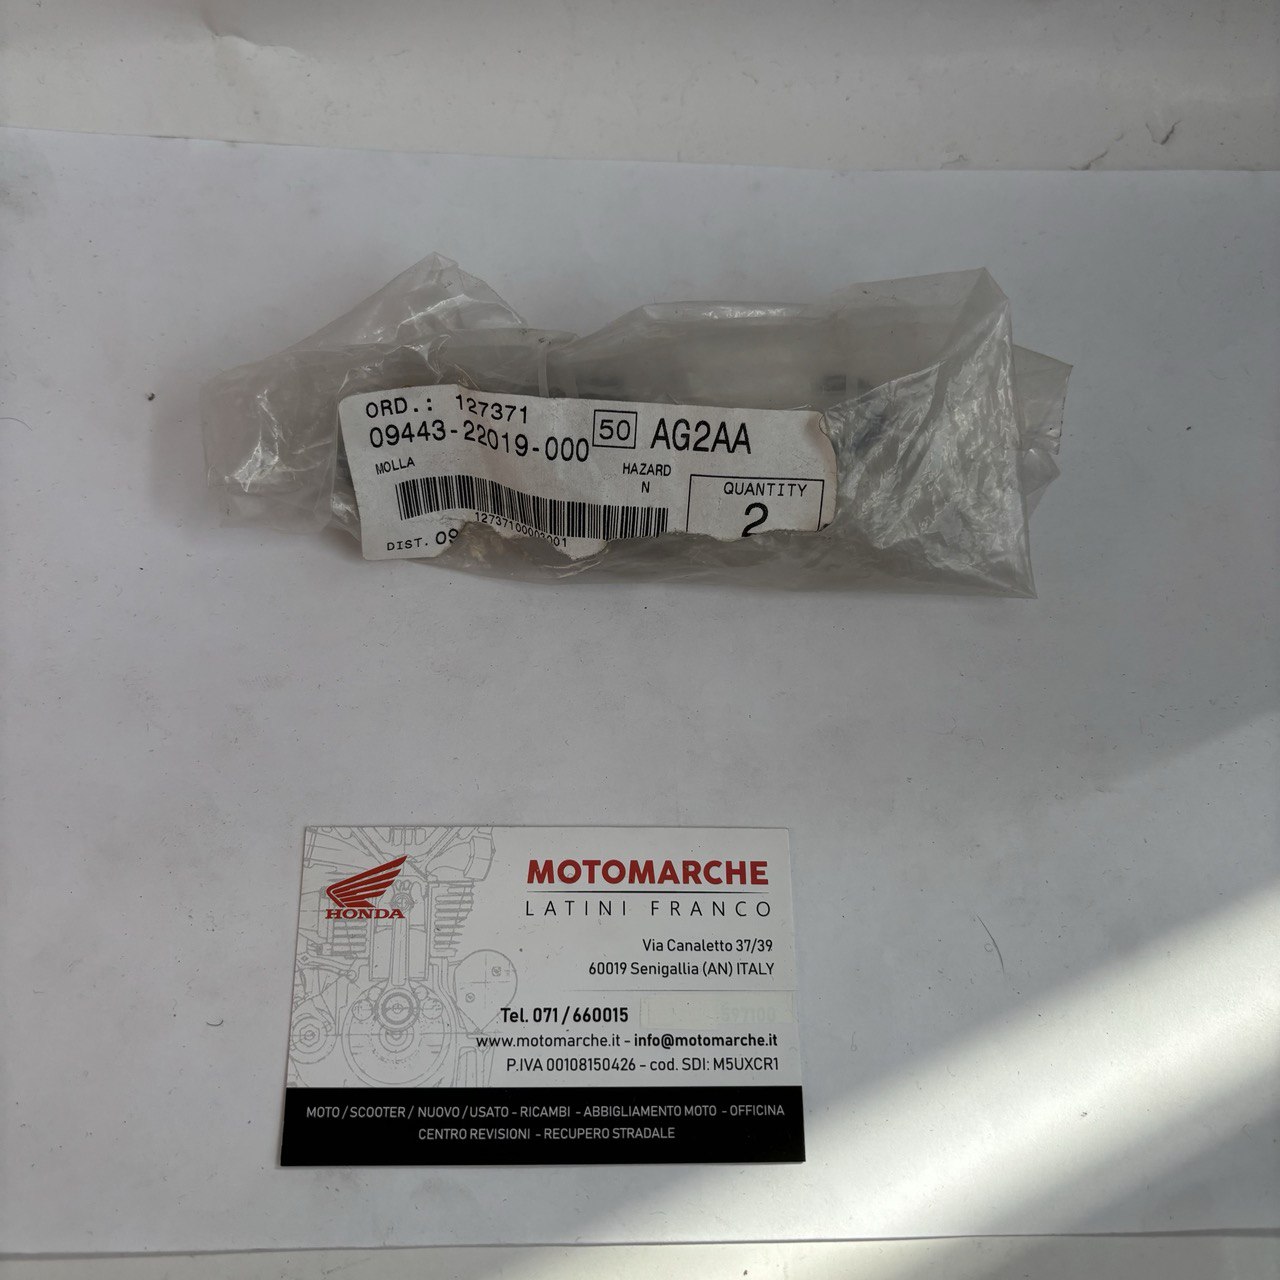 ORD.: 127371
09443-22019-000 50 AG2AA
MOLLA
HAZARD
N
QUANTITY
2
DIST. 09
HONDA
MOTOMARCHE
LATINI FRANCO
Via Canaletto 37/39
60019 Senigallia (AN) ITALY
Tel. 071 / 660015
www.motomarche.it - info@motomarche.it
P.IVA 00108150426 - cod. SDI: M5UXCR1
MOTO / SCOOTER / NUOVO / USATO - RICAMBI - ABBIGLIAMENTO MOTO - OFFICINA
CENTRO REVISIONI - RECUPERO STRADALE